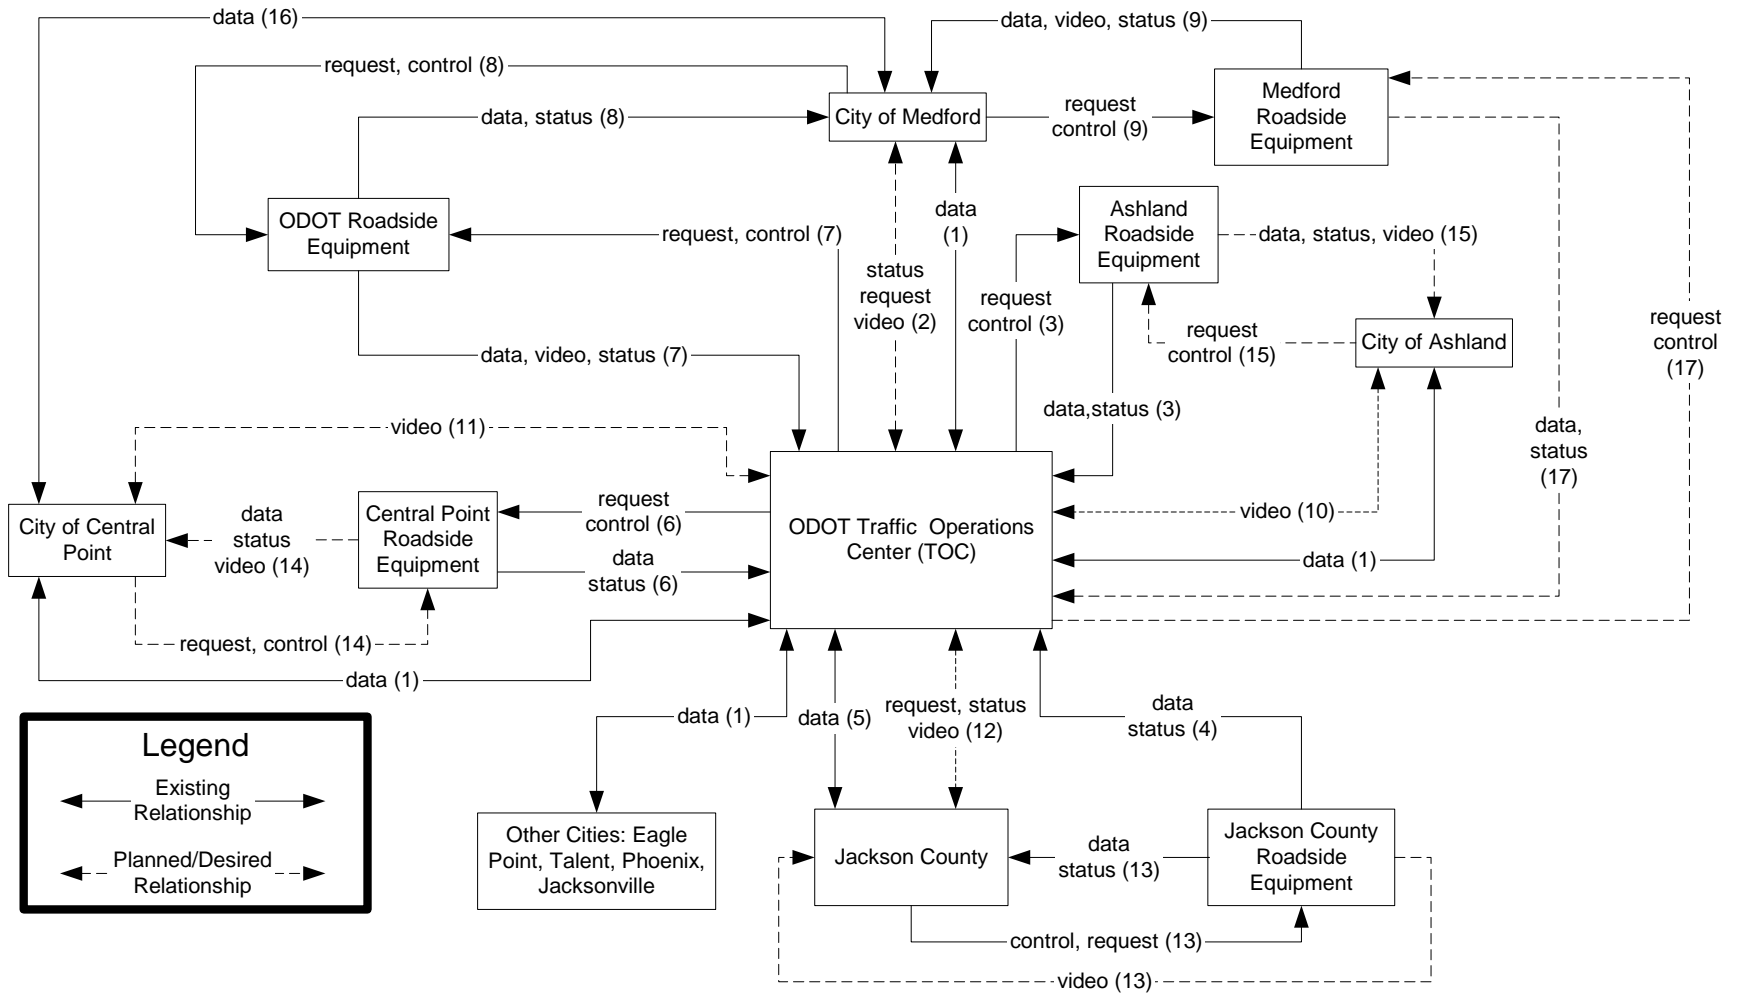 data (16)
data, video, status (9)
request, control (8)
data, status (8)
City of Medford
request
control (9)
Medford
Roadside
Equipment
ODOT Roadside
Equipment
request, control (7)
data
(1)
Ashland
Roadside
Equipment
data, status, video (15)
status
request
video (2)
request
control (3)
request
control (15)
City of Ashland
request
control
(17)
data, video, status (7)
data,status (3)
video (11)
data,
status
(17)
City of Central
Point
data
status
video (14)
Central Point
Roadside
Equipment
request
control (6)
data
status (6)
ODOT Traffic  Operations
Center (TOC)
video (10)
data (1)
request, control (14)
data (1)
data (1)
data (5)
request, status
video (12)
data
status (4)
Legend
Existing
Relationship
Planned/Desired
Relationship
Other Cities: Eagle
Point, Talent, Phoenix,
Jacksonville
Jackson County
data
status (13)
Jackson County
Roadside
Equipment
control, request (13)
video (13)